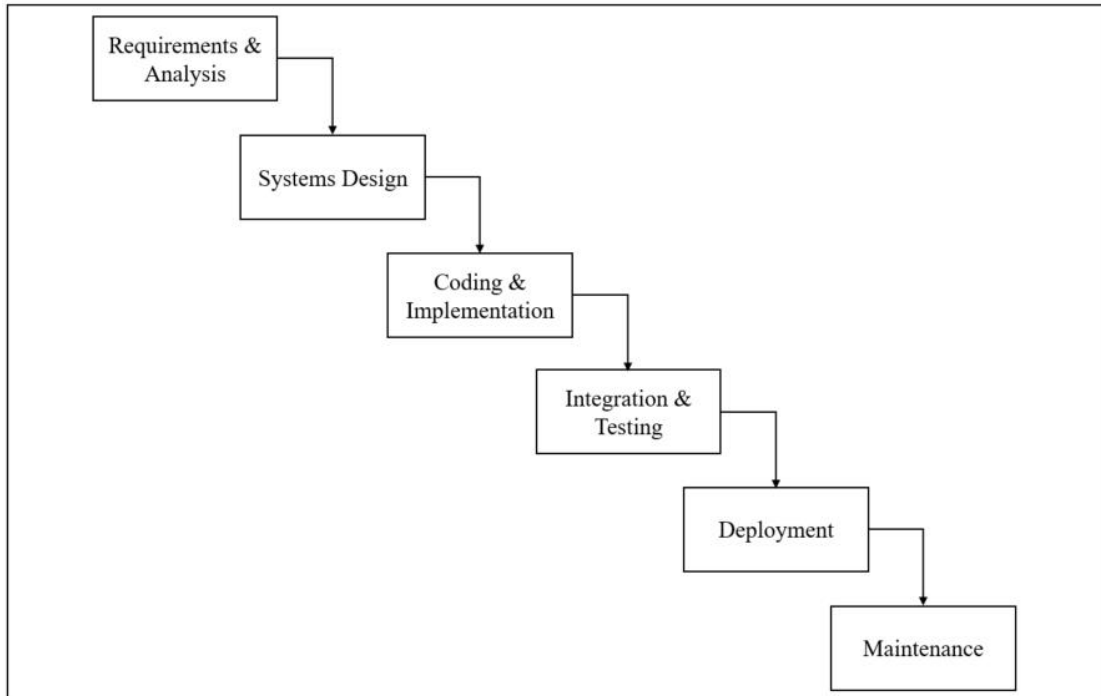 Requirements &
Analysis
Systems Design
Coding &
Implementation
Integration &
Testing
Deployment
Maintenance